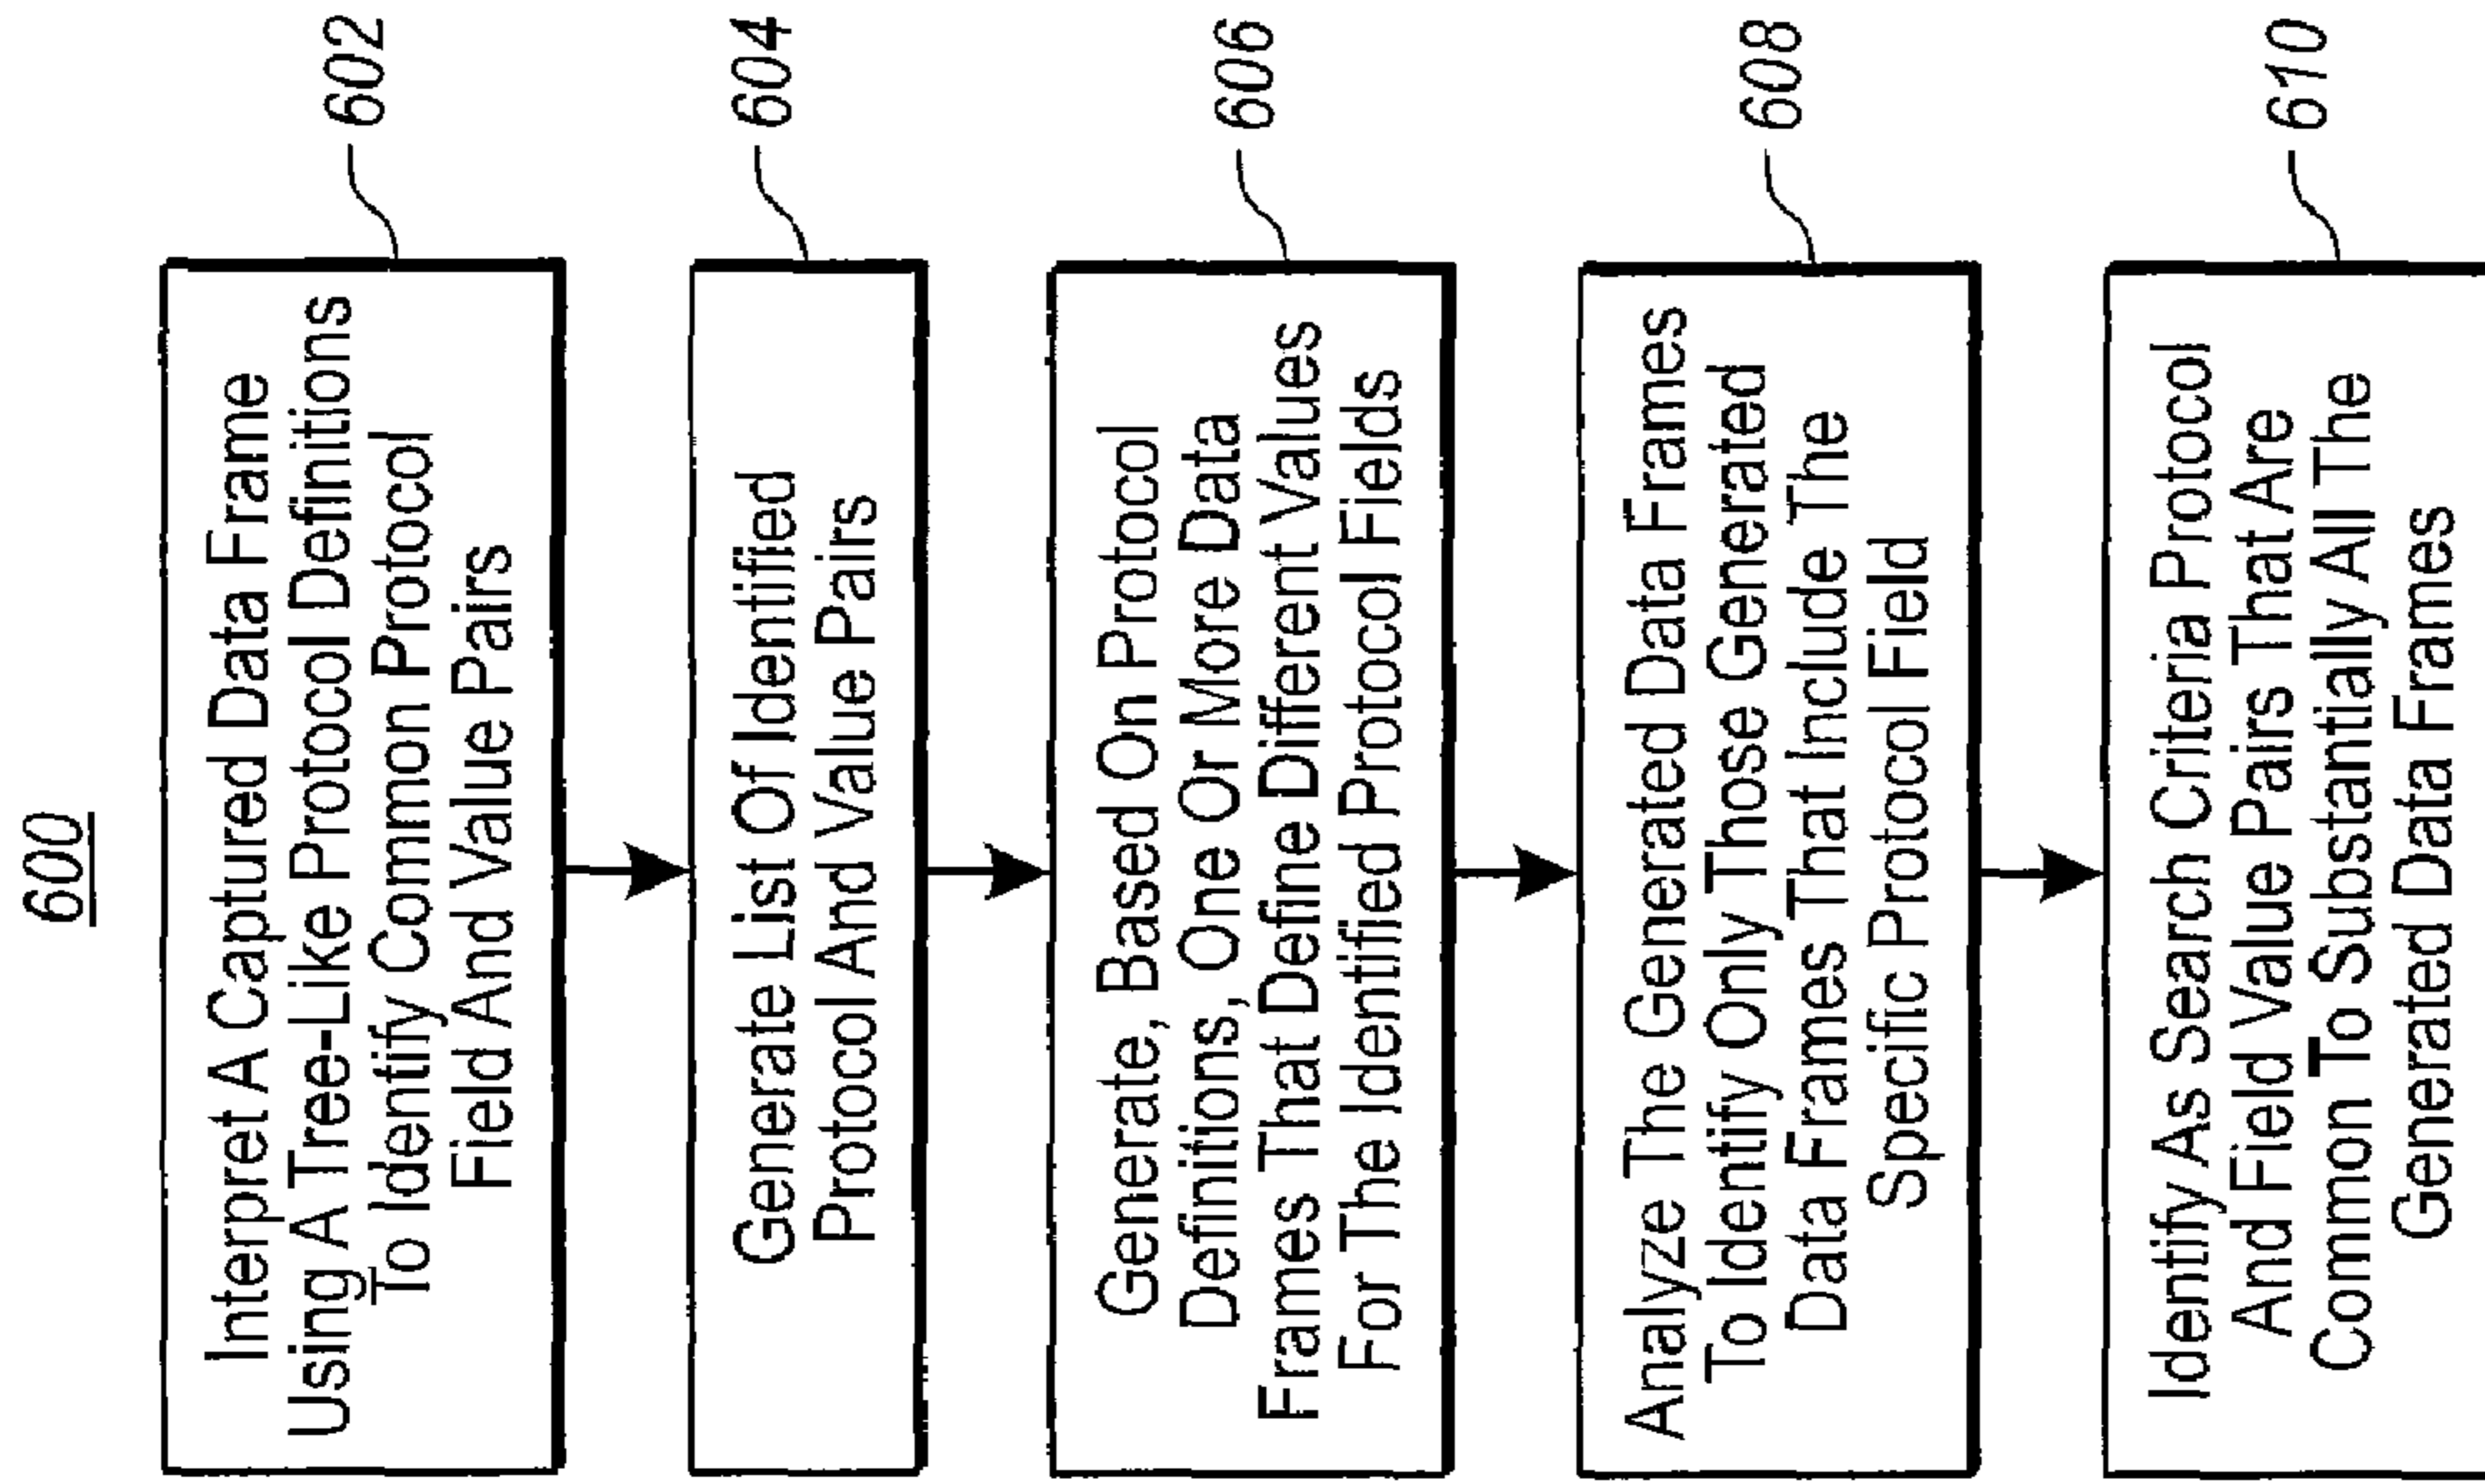 600
Interpret A Captured Data Frame
Using A Tree-Like Protocol Definitions
To Identify Common Protocol
Field And Value Pairs
602
Generate List Of Identified
Protocol And Value Pairs
604
Generate, Based On Protocol
Definitions, One Or More Data
Frames That Define Different Values
For The Identified Protocol Fields
606
Analyze The Generated Data Frames
To Identify Only Those Generated
Data Frames That Include The
Specific Protocol Field
608
Identify As Search Criteria Protocol
And Field Value Pairs That Are
Common To Substantially All The
Generated Data Frames
610